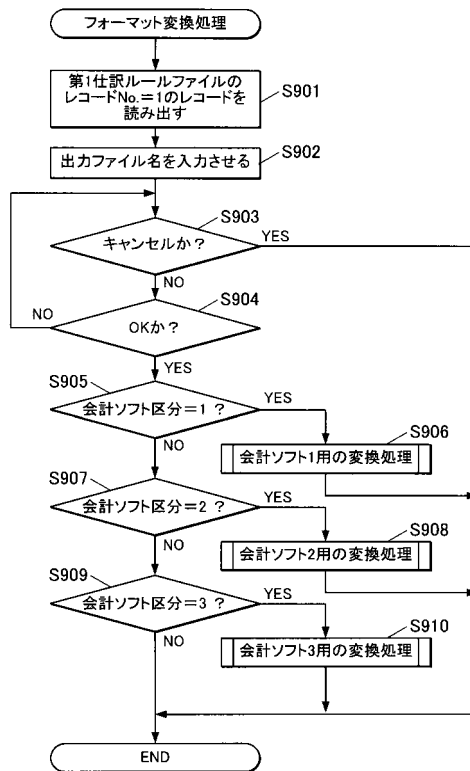 フォーマット変換処理
第1仕訳ルールファイルの
レコードNo.=1のレコードを
読み出す
S901
出力ファイル名を入力させる
S902
S903
キャンセルか?
YES
NO
S904
NO
OKか?
YES
S905
会計ソフト区分=1 ?
YES
NO
S906
会計ソフト1用の変換処理
S907
会計ソフト区分=2 ?
YES
NO
S908
会計ソフト2用の変換処理
S909
会計ソフト区分=3 ?
YES
NO
S910
会計ソフト3用の変換処理
END